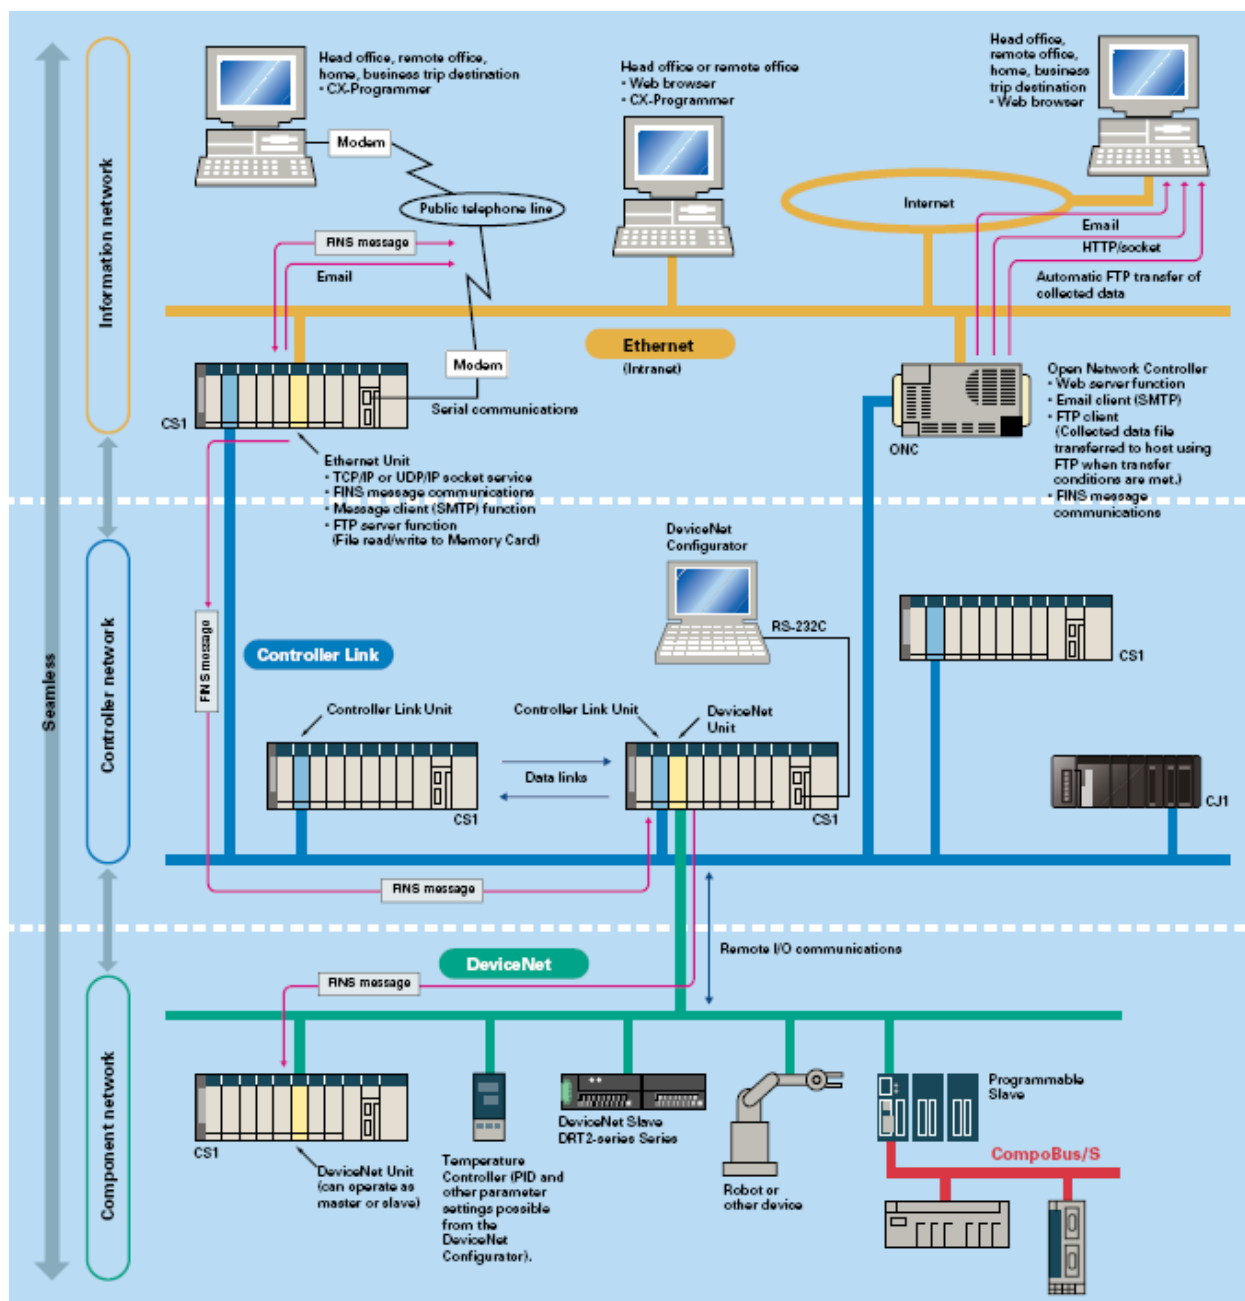 Head office, remote office,
home, business trip destination
• CX-Programmer
Modem
Public telephone line
Head office or remote office
• Web browser
• CX-Programmer
Head office,
remote office,
home, business
trip destination
• Web browser
Internet
Email
HTTP/socket
Automatic FTP transfer of
collected data
FINS message
Email
Information network
Ethernet
(Intranet)
Modem
Serial communications
CS1
Ethernet Unit
• TCP/IP or UDP/IP socket service
• FINS message communications
• Message client (SMTP) function
• FTP server function
(File read/write to Memory Card)
ONC
Open Network Controller
• Web server function
• Email client (SMTP)
• FTP client
(Collected data file
transferred to host using
FTP when transfer
conditions are met.)
• FINS message
communications
Seamless
Controller network
FINS message
Controller Link
DeviceNet
Configurator
RS-232C
CS1
Controller Link Unit
Controller Link Unit
DeviceNet
Unit
Data links
CS1
CS1
CJ1
FINS message
Remote I/O communications
Component network
DeviceNet
FINS message
CS1
DeviceNet Unit
(can operate as
master or slave)
Temperature
Controller (PID and
other parameter
settings possible
from the
DeviceNet
Configurator).
DeviceNet Slave
DRT2-series Series
Robot or
other device
Programmable
Slave
CompoBus/S